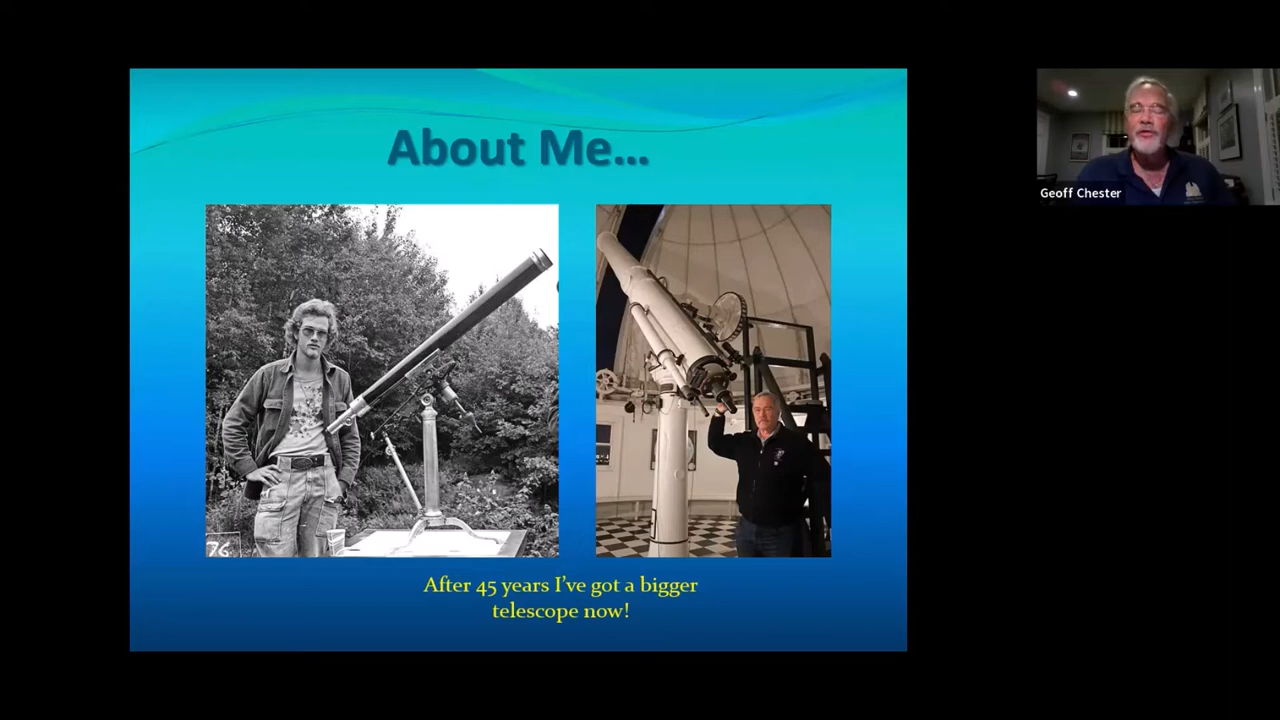 About Me...
Geoff Chester
76
After 45 years I've got a bigger
telescope now!